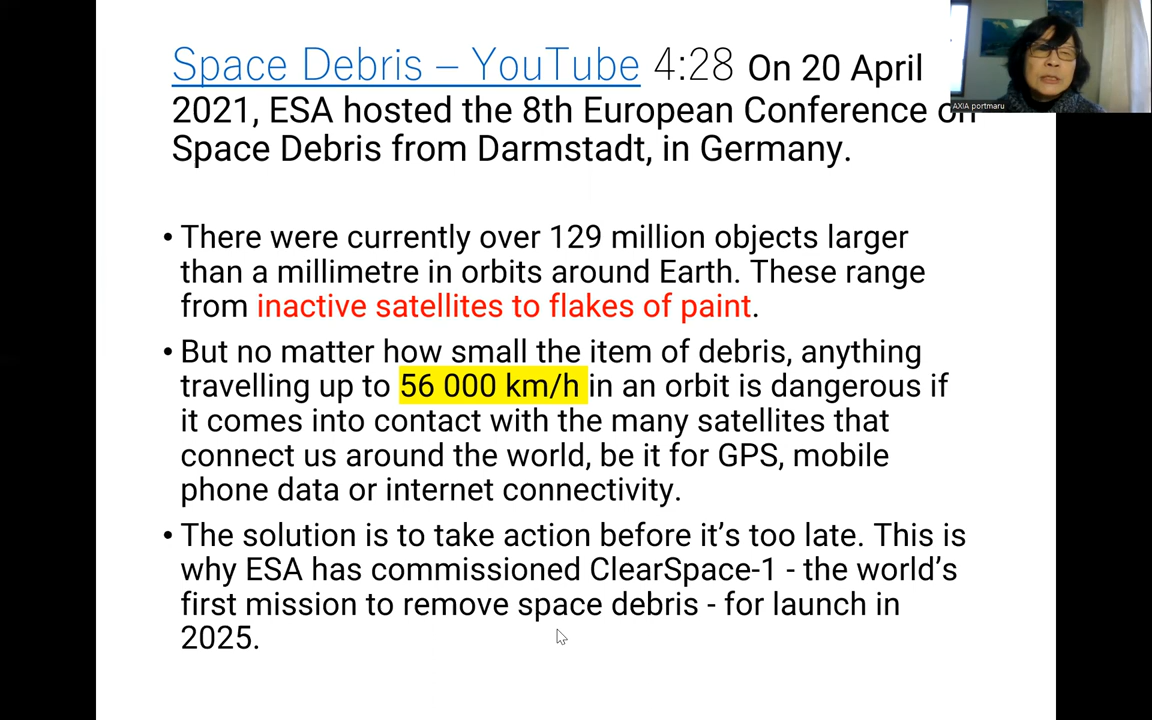 Space Debris – YouTube 4:28 On 20 April
2021, ESA hosted the 8th European Conference on
Space Debris from Darmstadt, in Germany.
AXIA portmaru
• There were currently over 129 million objects larger
than a millimetre in orbits around Earth. These range
from inactive satellites to flakes of paint.
• But no matter how small the item of debris, anything
travelling up to 56 000 km/h in an orbit is dangerous if
it comes into contact with the many satellites that
connect us around the world, be it for GPS, mobile
phone data or internet connectivity.
• The solution is to take action before it’s too late. This is
why ESA has commissioned ClearSpace-1 - the world’s
first mission to remove space debris - for launch in
2025.